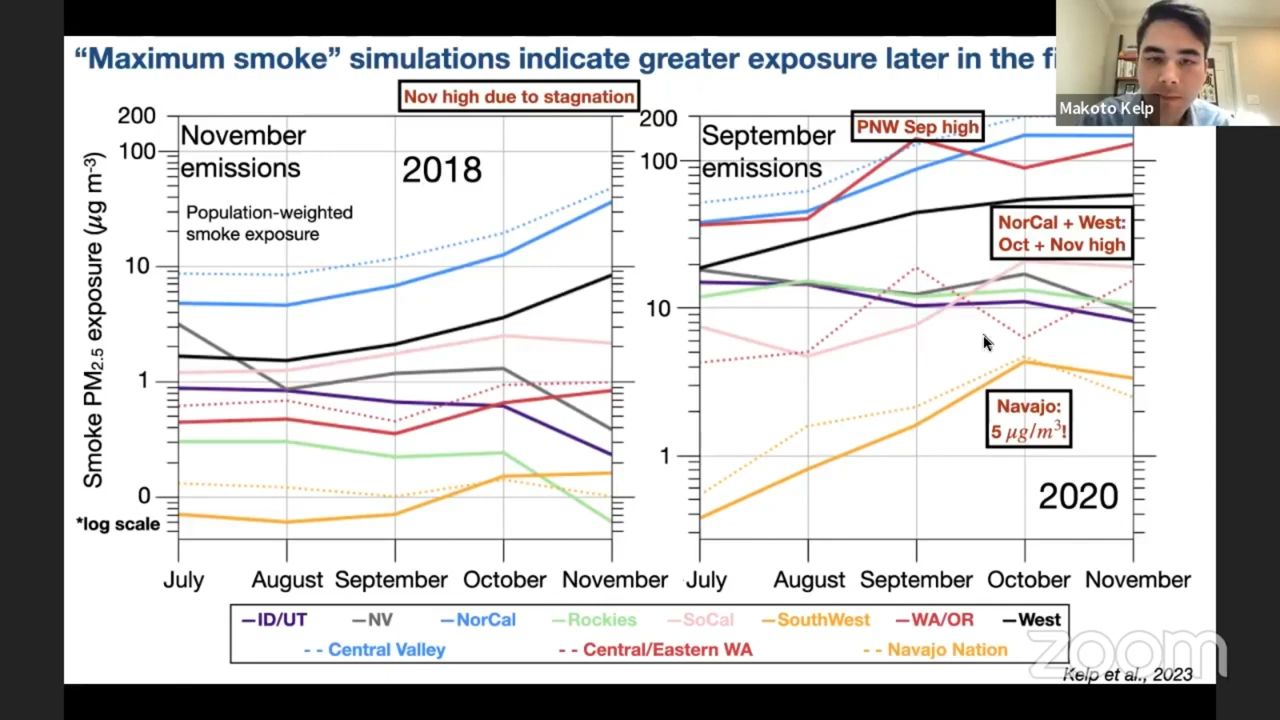 “Maximum smoke” simulations indicate greater exposure later in the fi
Makoto Kelp
Nov high due to stagnation
Smoke PM2.5 exposure (μg m-3)
200
100
10
1
0
*log scale
November
emissions
2018
Population-weighted
smoke exposure
July August September October November
200
100
10
1
September
emissions
PNW Sep high
NorCal + West:
Oct + Nov high
Navajo:
5 μg/m³!
2020
July August September October November
ID/UT NV NorCal Rockies SoCal SouthWest WA/OR West
Central Valley Central/Eastern WA Navajo Nation
zoom
Kelp et al., 2023